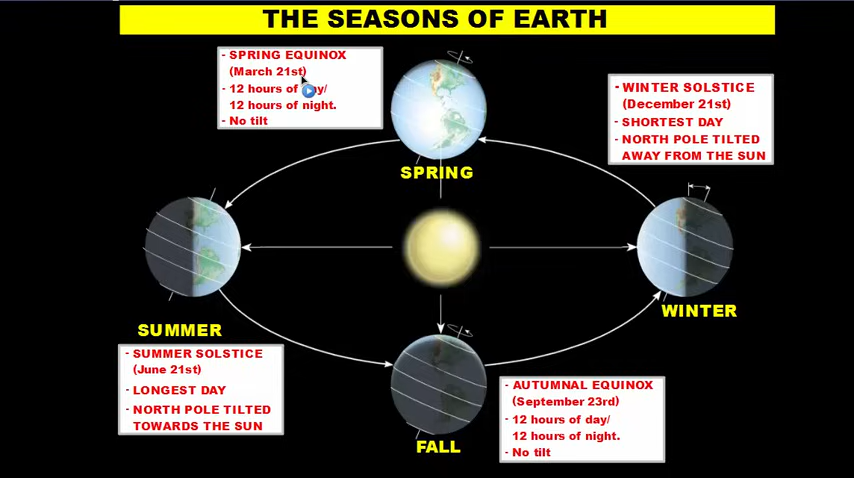 THE SEASONS OF EARTH
- SPRING EQUINOX
(March 21st)
- 12 hours of day/
12 hours of night.
- No tilt
- WINTER SOLSTICE
(December 21st)
- SHORTEST DAY
- NORTH POLE TILTED
AWAY FROM THE SUN
SPRING
SUMMER
WINTER
- SUMMER SOLSTICE
(June 21st)
- LONGEST DAY
- NORTH POLE TILTED
TOWARDS THE SUN
FALL
- AUTUMNAL EQUINOX
(September 23rd)
- 12 hours of day/
12 hours of night.
- No tilt